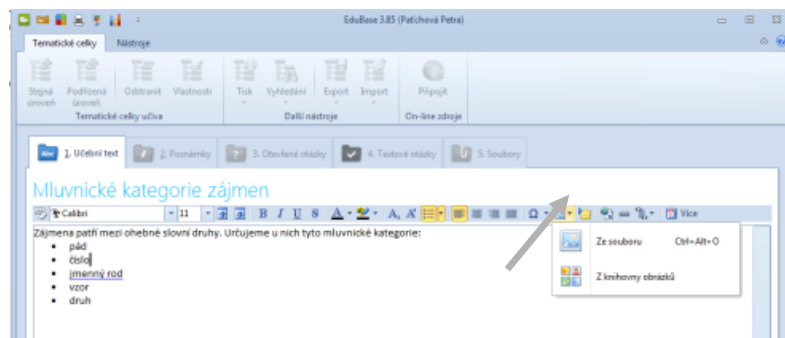 EduBase 3.85 (Patichová Petra)
Tematické celky Nástroje
Stejná úroveň Podřízená úroveň Odstranit Vlastnosti Tisk Vyhledání Export Import Připojit
Tematické celky učiva Další nástroje On-line zdroje
Abc 1. Učební text 2. Poznámky 3. Otevřené otázky 4. Testové otázky 5. Soubory
Mluvnické kategorie zájmen
Calibri 11 B I U S A A A Ω Více
Zájmena patří mezi ohebné slovní druhy. Určujeme u nich tyto mluvnické kategorie:
• pád
• číslo
• jmenný rod
• vzor
• druh
Ze souboru Ctrl+Alt+O
Z knihovny obrázků